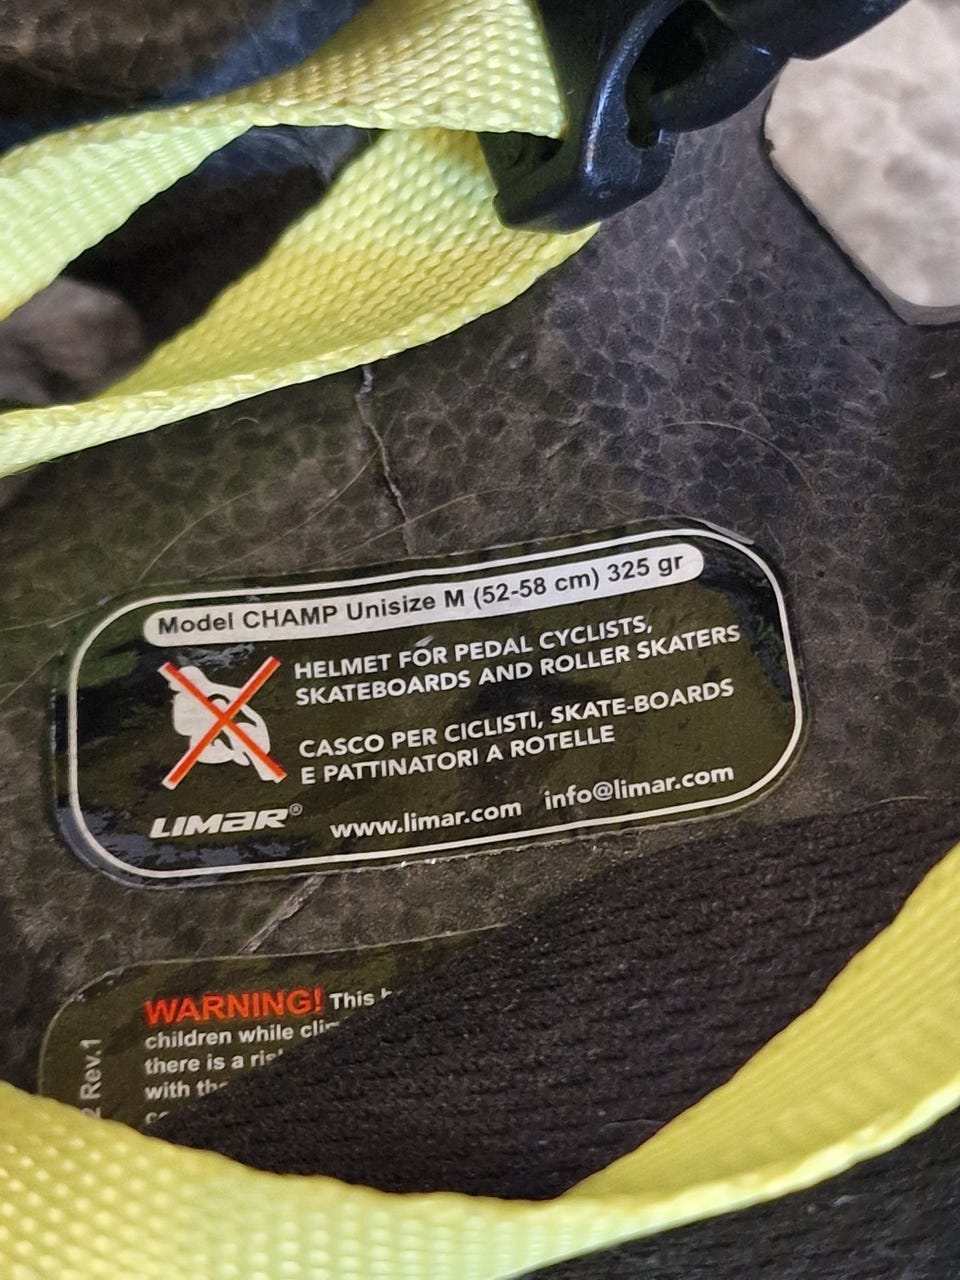 Model CHAMP Unisize M (52-58 cm) 325 gr
HELMET FOR PEDAL CYCLISTS,
SKATEBOARDS AND ROLLER SKATERS
CASCO PER CICLISTI, SKATE-BOARDS
E PATTINATORI A ROTELLE
LIMAR® www.limar.com info@limar.com
WARNING! This
children while
there is a
with
Rev.1